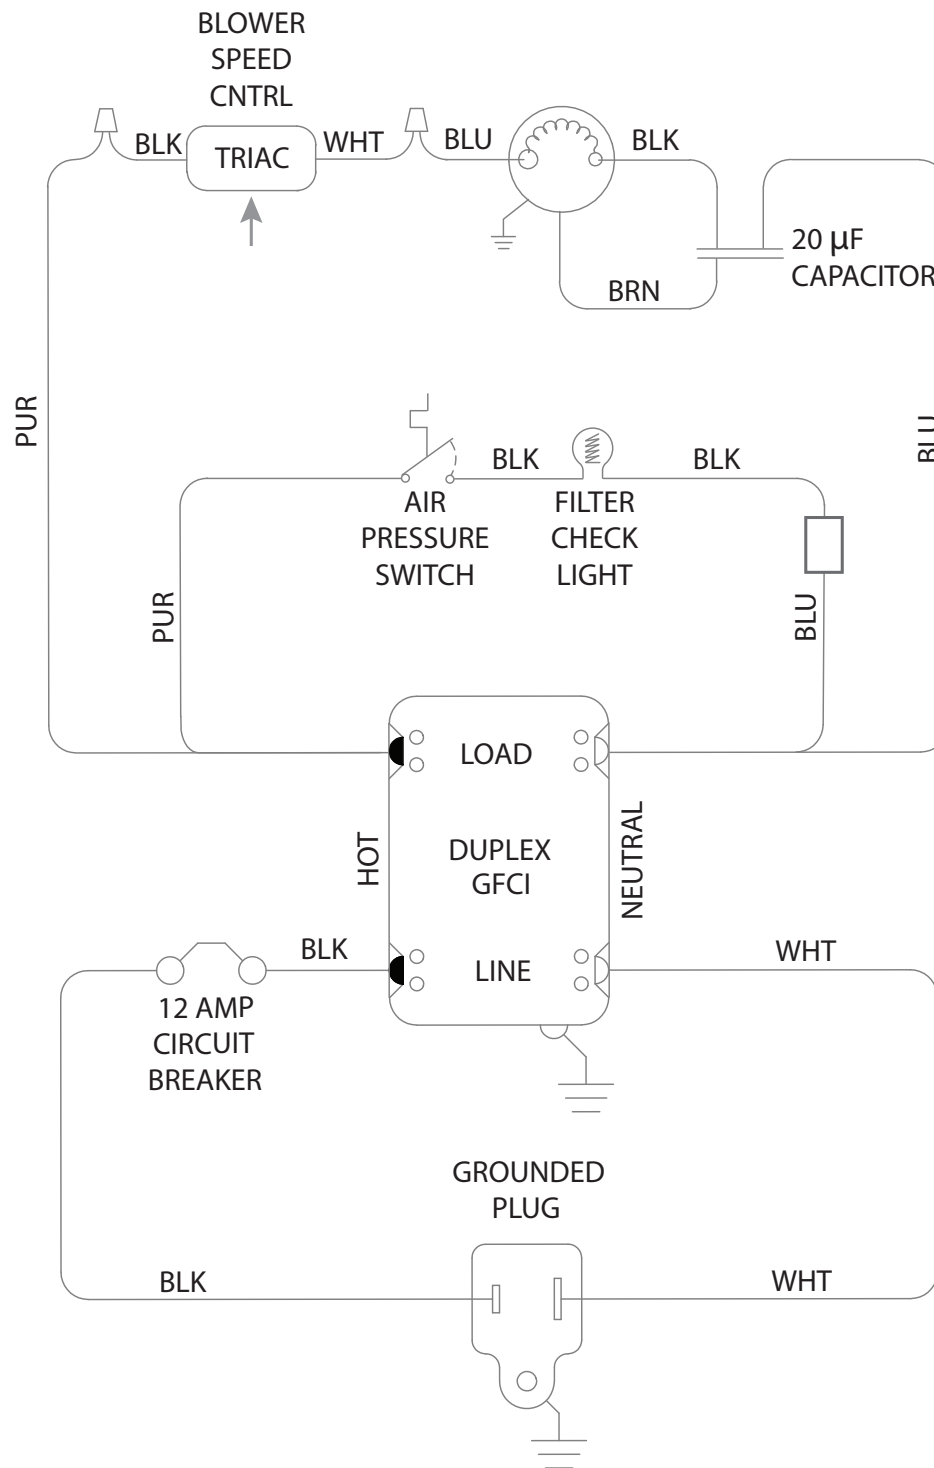 BLOWER
SPEED
CNTRL
BLK
TRIAC
WHT
BLU
BLK
20 µF
CAPACITOR
BRN
PUR
BLU
BLK
BLK
AIR
PRESSURE
SWITCH
FILTER
CHECK
LIGHT
PUR
BLU
LOAD
HOT
DUPLEX
GFCI
NEUTRAL
BLK
LINE
WHT
12 AMP
CIRCUIT
BREAKER
GROUNDED
PLUG
BLK
WHT